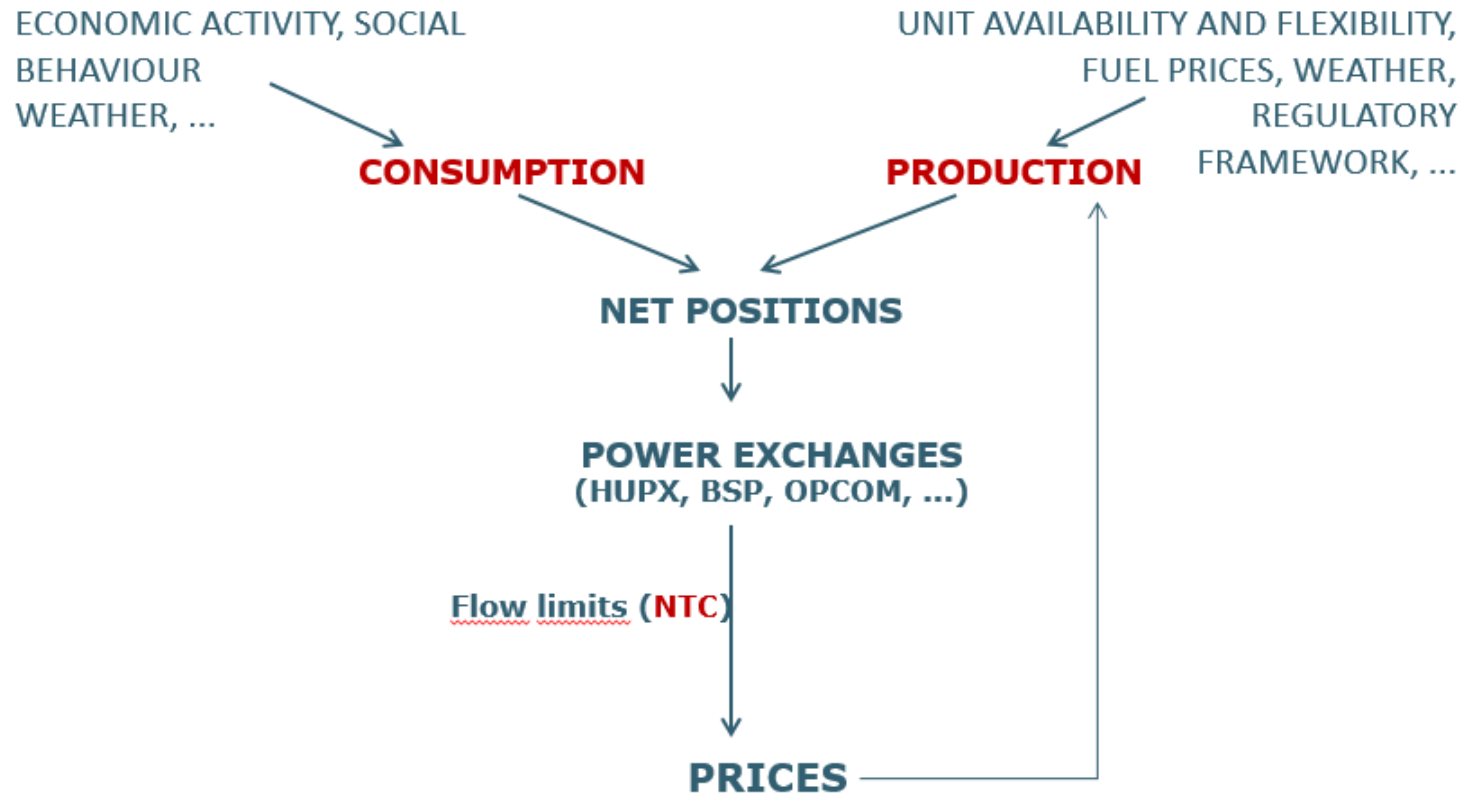 ECONOMIC ACTIVITY, SOCIAL
BEHAVIOUR
WEATHER, ...
UNIT AVAILABILITY AND FLEXIBILITY,
FUEL PRICES, WEATHER,
REGULATORY
FRAMEWORK, ...
CONSUMPTION
PRODUCTION
NET POSITIONS
POWER EXCHANGES
(HUPX, BSP, OPCOM, ...)
Flow limits (NTC)
PRICES